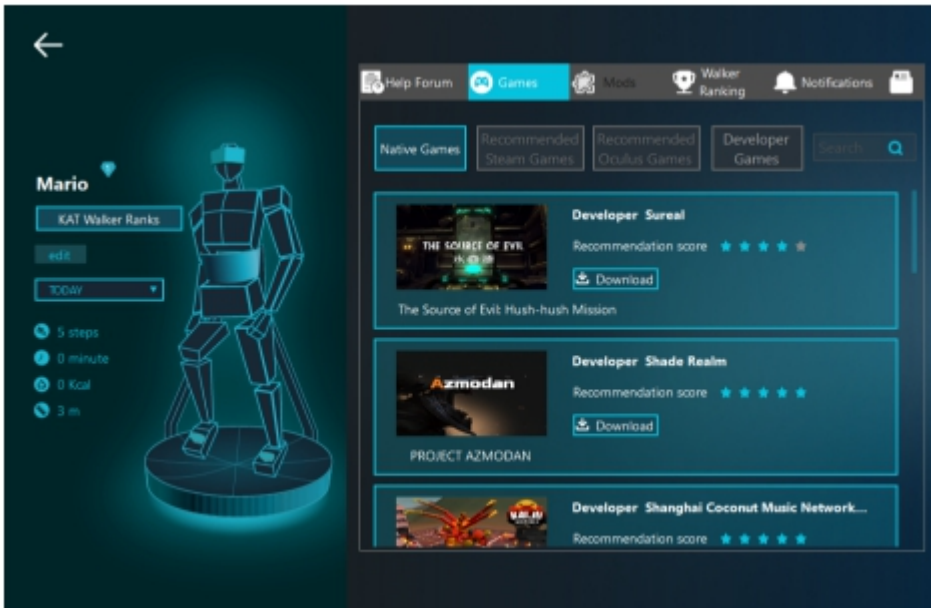 Mario
KAT Walker Ranks
edit
TODAY
5 steps
0 minute
0 Kcal
3 m
Help Forum
Games
Mods
Walker
Ranking
Notifications
Native Games
Recommended
Steam Games
Recommended
Oculus Games
Developer
Games
Search
THE SOURCE OF EVIL
Developer Sureal
Recommendation score
Download
The Source of Evil: Hush-hush Mission
Azmodan
Developer Shade Realm
Recommendation score
Download
PROJECT AZMODAN
Developer Shanghai Coconut Music Network...
Recommendation score